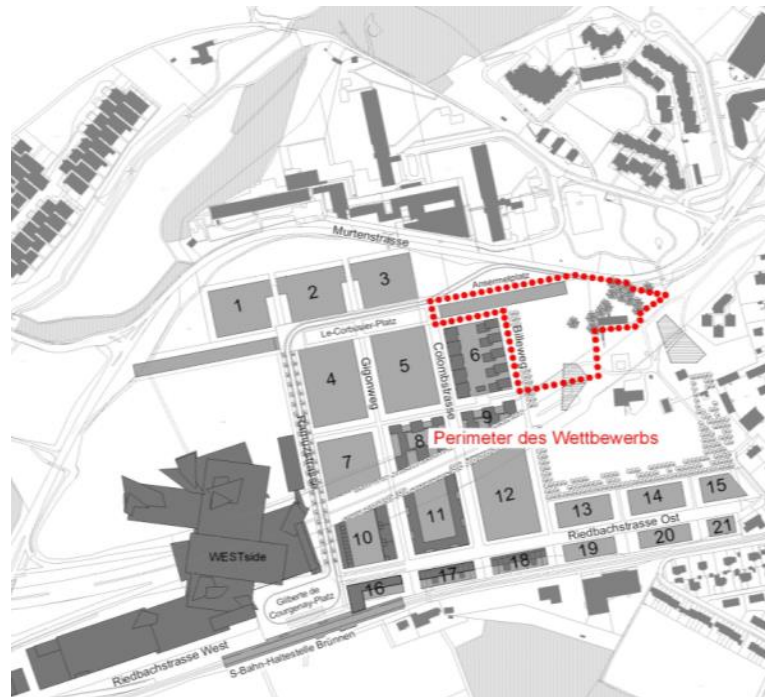 Murtenstrasse
Ansermetplatz
1
2
3
Le-Corbusier-Platz
Billeweg
Colombstrasse
Gigonweg
4
5
6
9
Perimeter des Wettbewerbs
8
7
12
11
10
13
14
15
Riedbachstrasse Ost
WESTside
21
20
19
18
17
16
Gilberte de
Courgenay-Platz
Riedbachstrasse West
S-Bahn-Haltestelle Brünnen